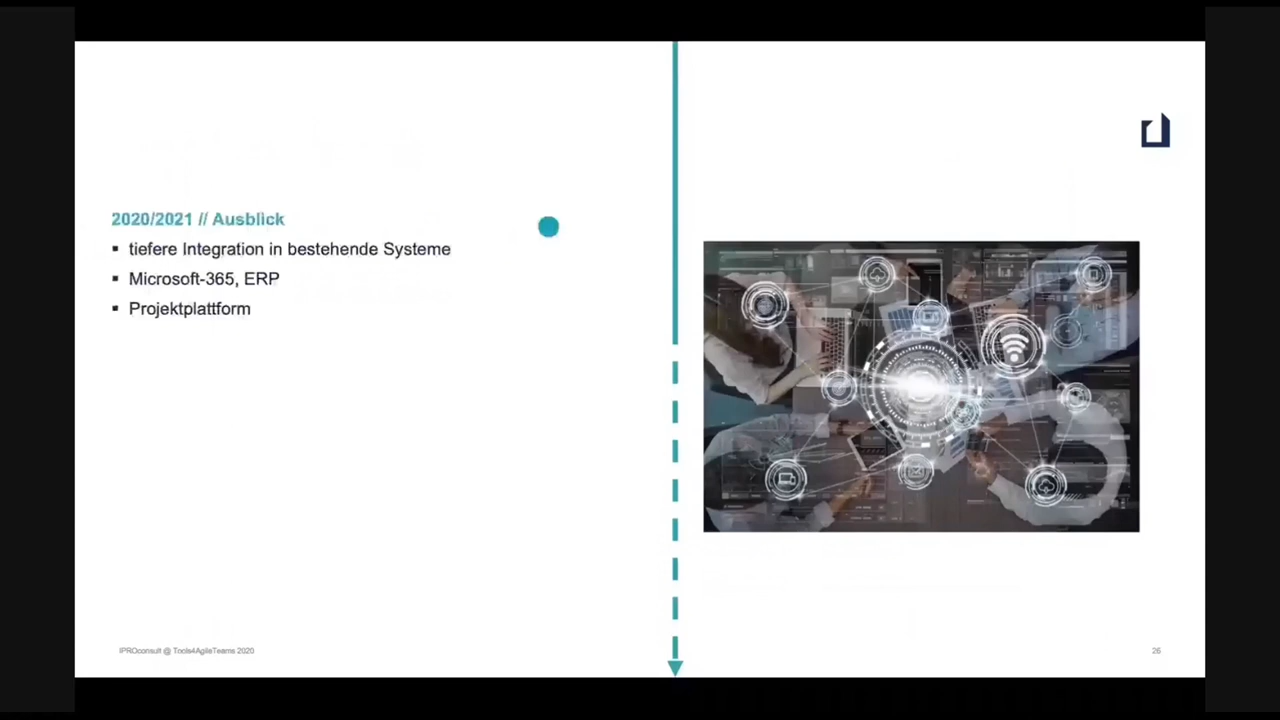 2020/2021 // Ausblick
▪ tiefere Integration in bestehende Systeme
▪ Microsoft-365, ERP
▪ Projektplattform
IPROconsult @ Tools4AgileTeams 2020
26